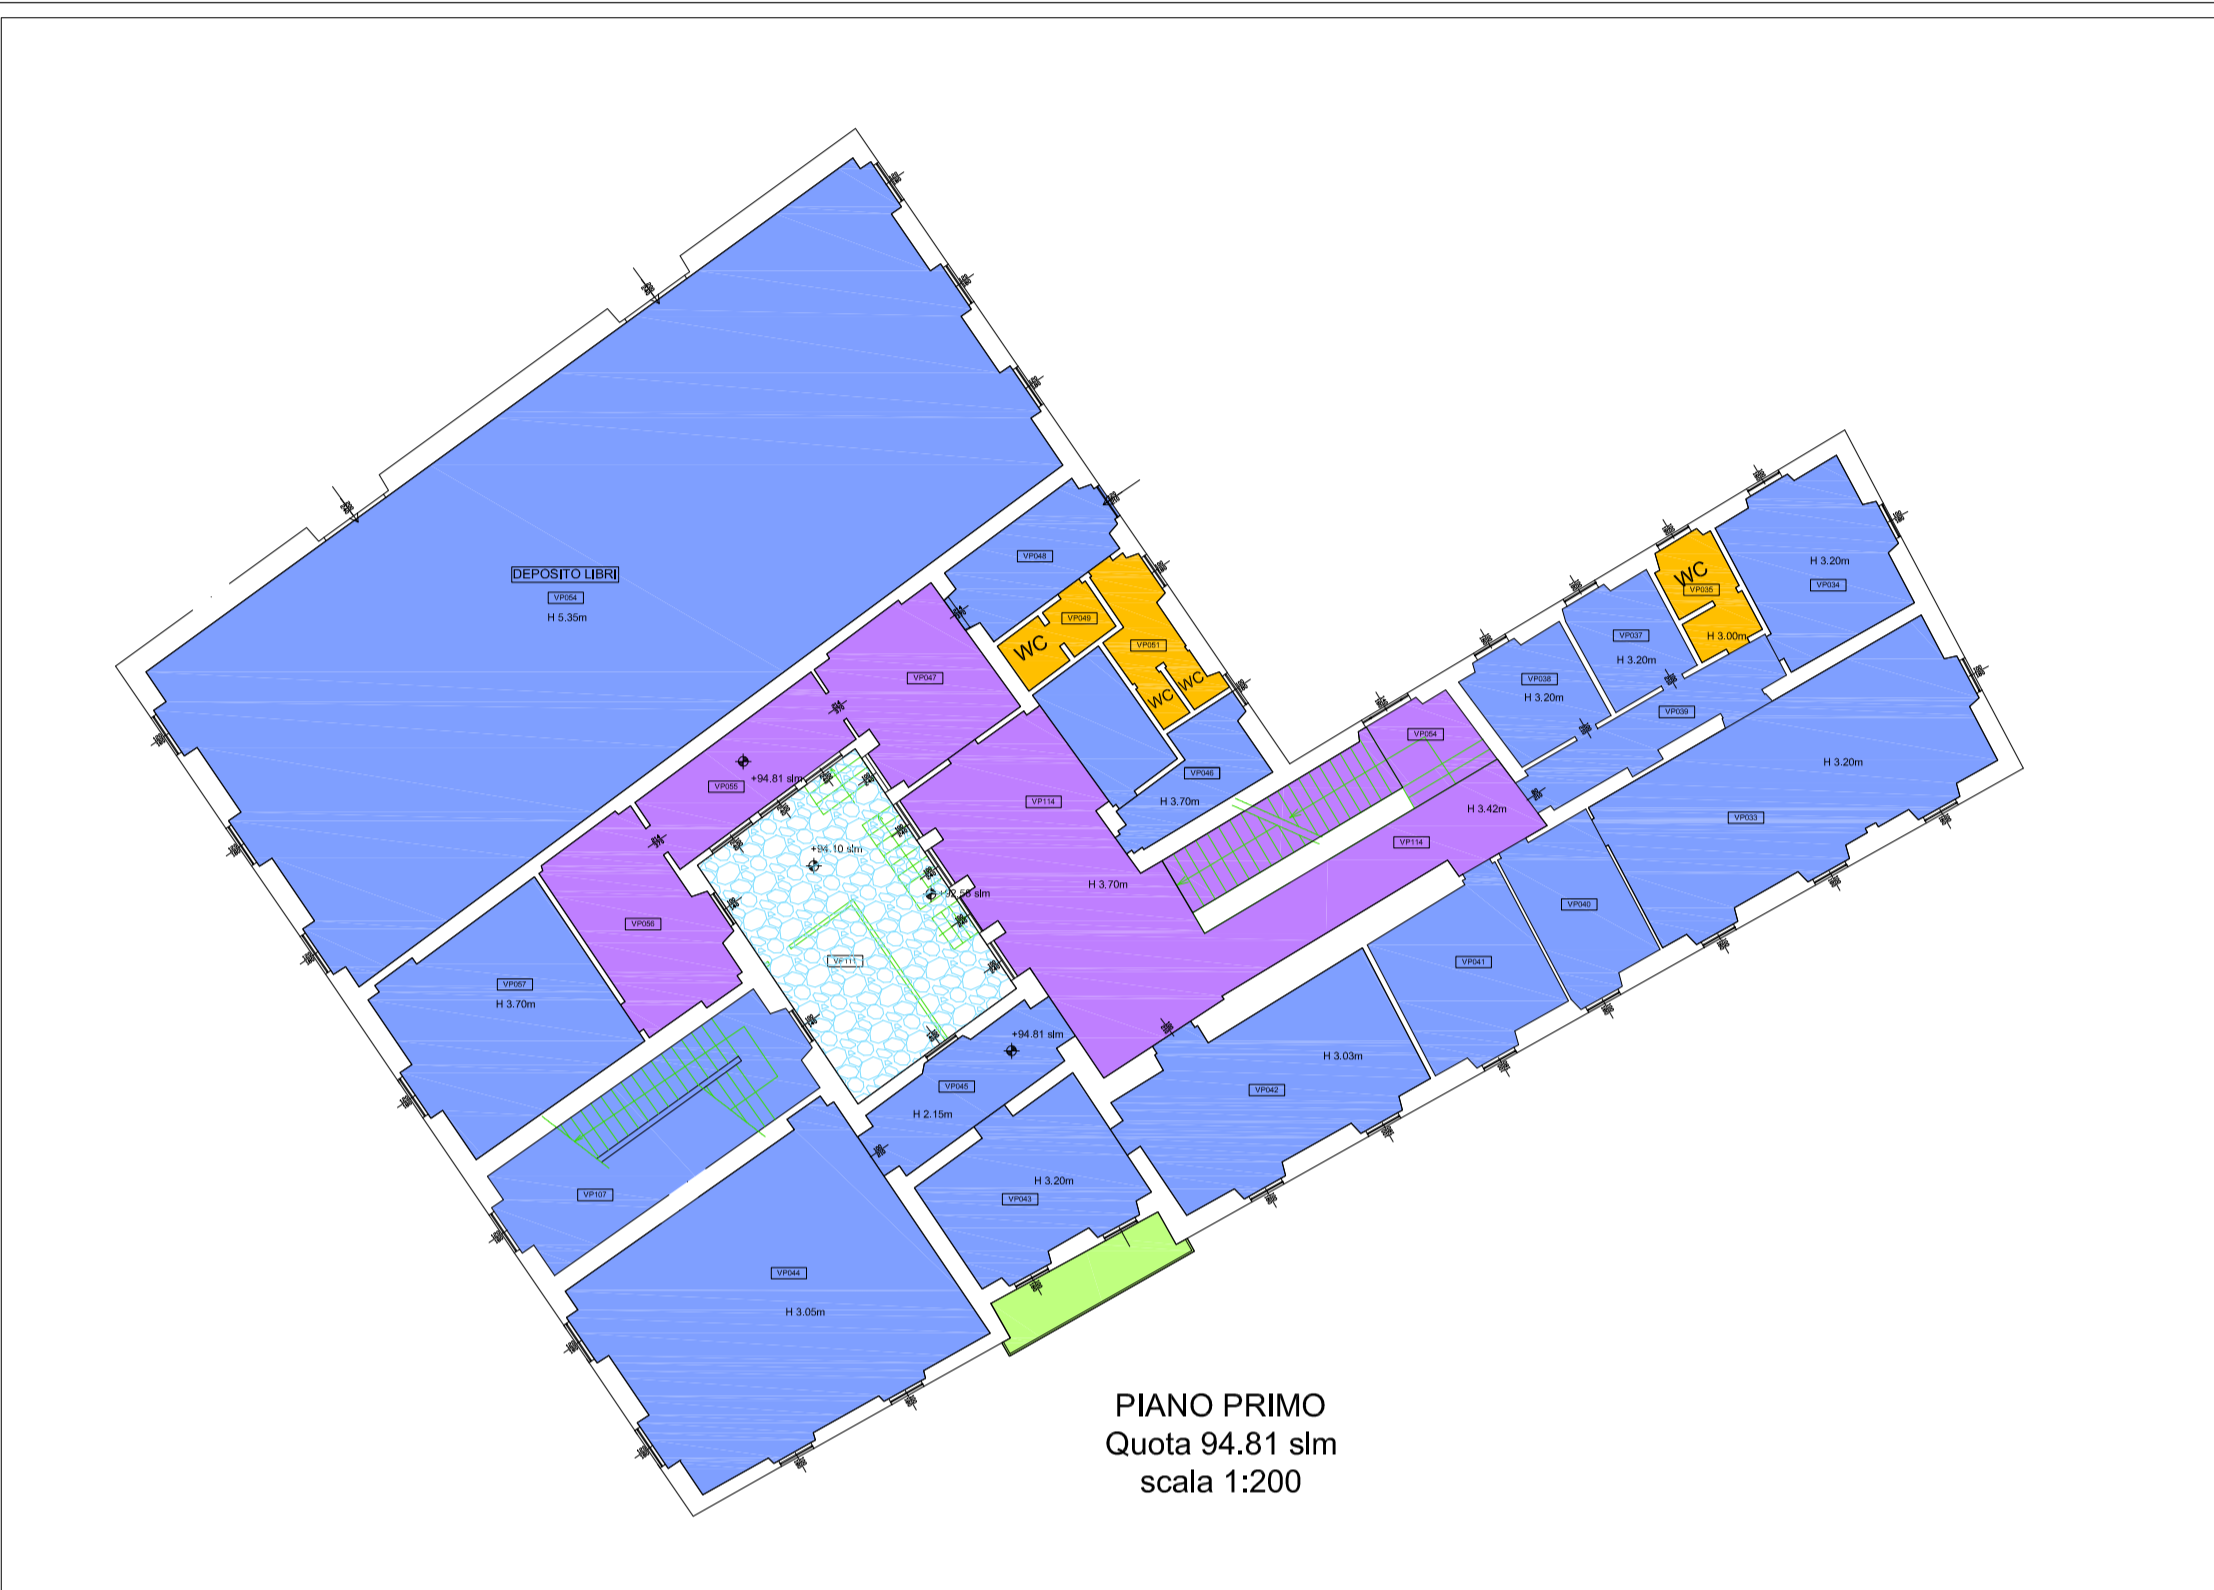 DEPOSITO LIBRI
VP054
H 5.35m
VP048
VP049
WC
VP051
WC
WC
VP047
VP046
H 3.70m
VP055
+94.81 slm
VP114
H 3.70m
VP056
+94.10 slm
+92.58 slm
VP111
VP057
H 3.70m
VP107
VP045
H 2.15m
+94.81 slm
VP043
H 3.20m
VP044
H 3.05m
VP042
H 3.03m
VP041
VP040
VP114
H 3.42m
VP054
VP038
H 3.20m
VP037
H 3.20m
WC
VP035
H 3.00m
H 3.20m
VP034
VP039
H 3.20m
VP033
PIANO PRIMO
Quota 94.81 slm
scala 1:200